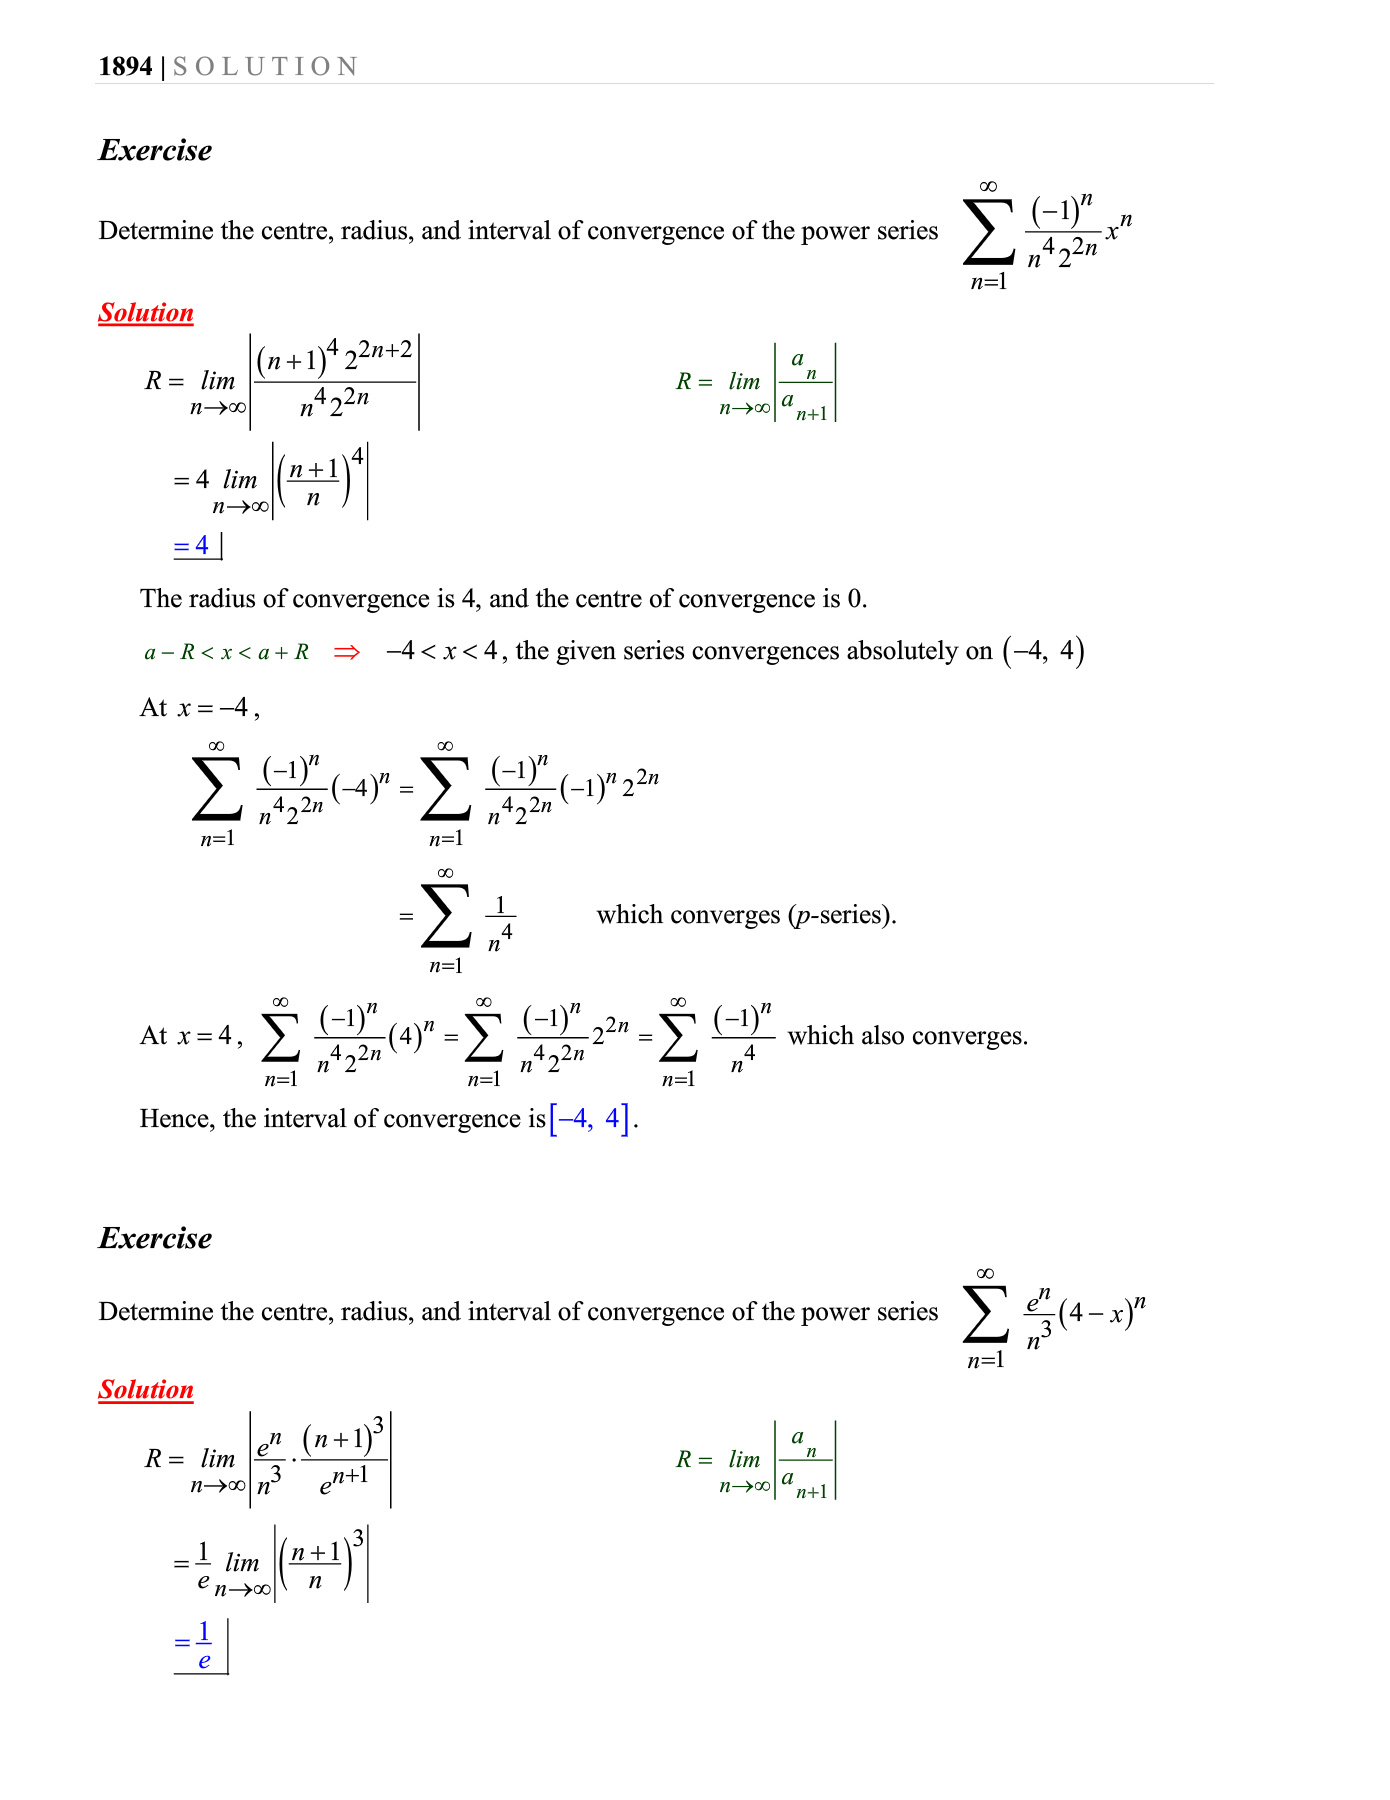 1894 | SOLUTION
Exercise
Determine the centre, radius, and interval of convergence of the power series $\sum_{n=1}^{\infty} \frac{(-1)^n}{n^4 2^{2n}} x^n$
Solution
$R = \lim_{n\to\infty} \left| \frac{(n+1)^4 2^{2n+2}}{n^4 2^{2n}} \right|$ $R = \lim_{n\to\infty} \left| \frac{a_n}{a_{n+1}} \right|$
$= 4 \lim_{n\to\infty} \left| \left( \frac{n+1}{n} \right)^4 \right|$
$= 4$
The radius of convergence is 4, and the centre of convergence is 0.
$a - R < x < a + R \Rightarrow -4 < x < 4$, the given series convergences absolutely on $(-4, 4)$
At $x = -4$,
$\sum_{n=1}^{\infty} \frac{(-1)^n}{n^4 2^{2n}} (-4)^n = \sum_{n=1}^{\infty} \frac{(-1)^n}{n^4 2^{2n}} (-1)^n 2^{2n}$
$= \sum_{n=1}^{\infty} \frac{1}{n^4}$ which converges (p-series).
At $x = 4$, $\sum_{n=1}^{\infty} \frac{(-1)^n}{n^4 2^{2n}} (4)^n = \sum_{n=1}^{\infty} \frac{(-1)^n}{n^4 2^{2n}} 2^{2n} = \sum_{n=1}^{\infty} \frac{(-1)^n}{n^4}$ which also converges.
Hence, the interval of convergence is $[-4, 4]$.
Exercise
Determine the centre, radius, and interval of convergence of the power series $\sum_{n=1}^{\infty} \frac{e^n}{n^3} (4 - x)^n$
Solution
$R = \lim_{n\to\infty} \left| \frac{e^n}{n^3} \cdot \frac{(n+1)^3}{e^{n+1}} \right|$ $R = \lim_{n\to\infty} \left| \frac{a_n}{a_{n+1}} \right|$
$= \frac{1}{e} \lim_{n\to\infty} \left| \left( \frac{n+1}{n} \right)^3 \right|$
$= \frac{1}{e}$